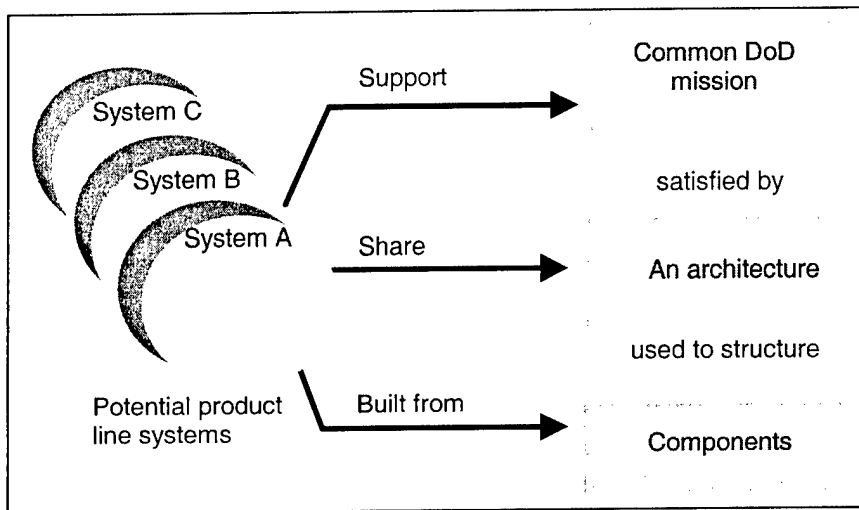 Common DoD
mission
Support
System C
System B
satisfied by
System A
Share
An architecture
used to structure
Potential product
line systems
Built from
Components